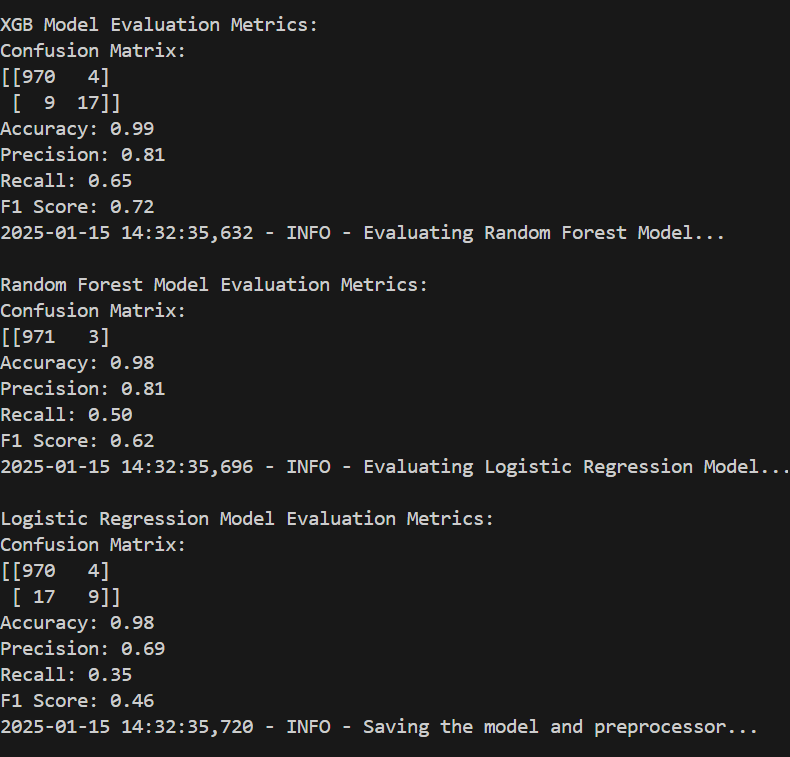 XGB Model Evaluation Metrics:
Confusion Matrix:
[[970   4]
 [  9  17]]
Accuracy: 0.99
Precision: 0.81
Recall: 0.65
F1 Score: 0.72
2025-01-15 14:32:35,632 - INFO - Evaluating Random Forest Model...
Random Forest Model Evaluation Metrics:
Confusion Matrix:
[[971   3]
Accuracy: 0.98
Precision: 0.81
Recall: 0.50
F1 Score: 0.62
2025-01-15 14:32:35,696 - INFO - Evaluating Logistic Regression Model...
Logistic Regression Model Evaluation Metrics:
Confusion Matrix:
[[970   4]
 [ 17   9]]
Accuracy: 0.98
Precision: 0.69
Recall: 0.35
F1 Score: 0.46
2025-01-15 14:32:35,720 - INFO - Saving the model and preprocessor...